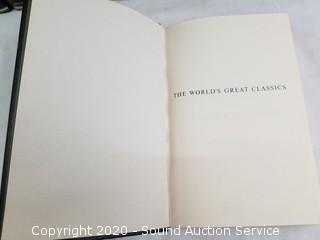 THE WORLD'S GREAT CLASSICS
Copyright 2020 - Sound Auction Service